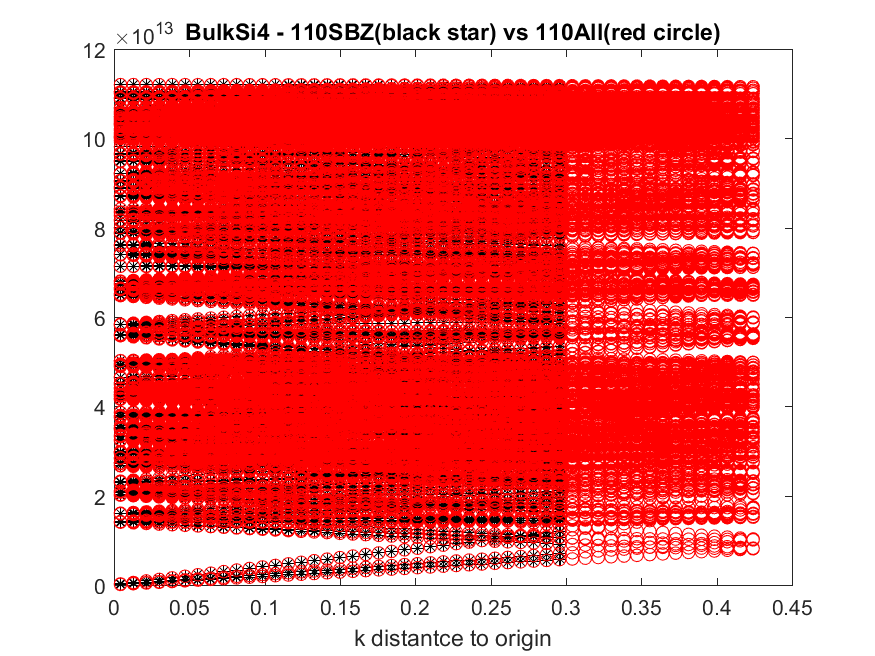 ×10^13 BulkSi4 - 110SBZ(black star) vs 110All(red circle)
12
10
8
6
4
2
0
0 0.05 0.1 0.15 0.2 0.25 0.3 0.35 0.4 0.45
k distantce to origin